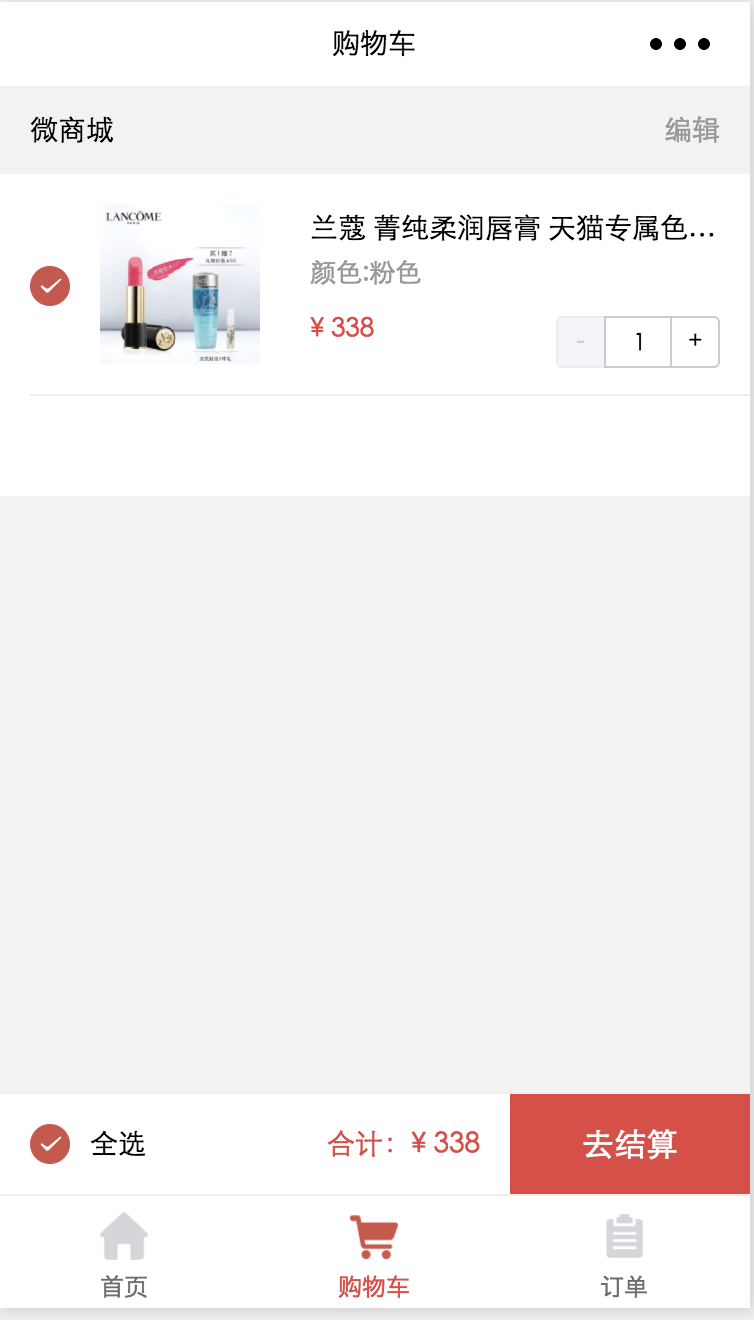 购物车
微商城
编辑
LANCÔME
PARIS
兰蔻 菁纯柔润唇膏 天猫专属色...
颜色:粉色
¥ 338
- 1 +
全选
合计：¥ 338
去结算
首页
购物车
订单